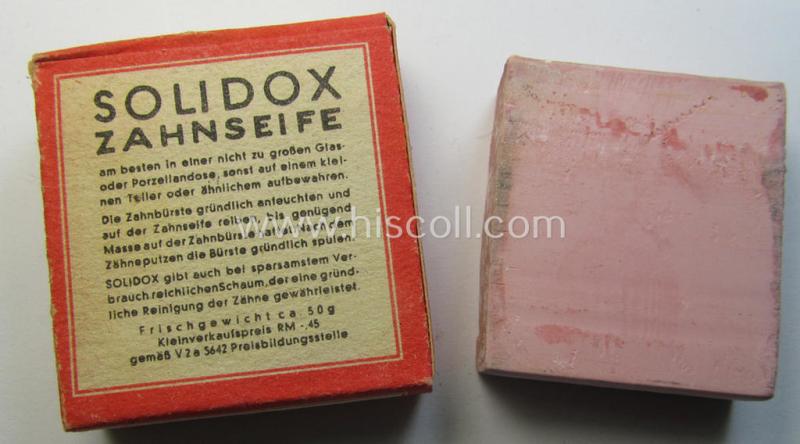 SOLIDOX
ZAHNSEIFE
am besten in einer nicht zu großen Glas-
oder Porzellandose, sonst auf einem klei-
nen Teller oder ähnlichem aufbewahren.
Die Zahnbürste gründlich anfeuchten und
auf der Zahnseife reiben, bis genügend
Masse auf der Zahnbürste haftet. Nach dem
Zähneputzen die Bürste gründlich spülen.
SOLIDOX gibt auch bei sparsamstem Ver-
brauch reichlichen Schaum, der eine gründ-
liche Reinigung der Zähne gewährleistet.
Frischgewicht ca. 50 g
Kleinverkaufspreis RM -.45
gemäß V 2 a 5642 Preisbildungsstelle
www.hiscoll.com